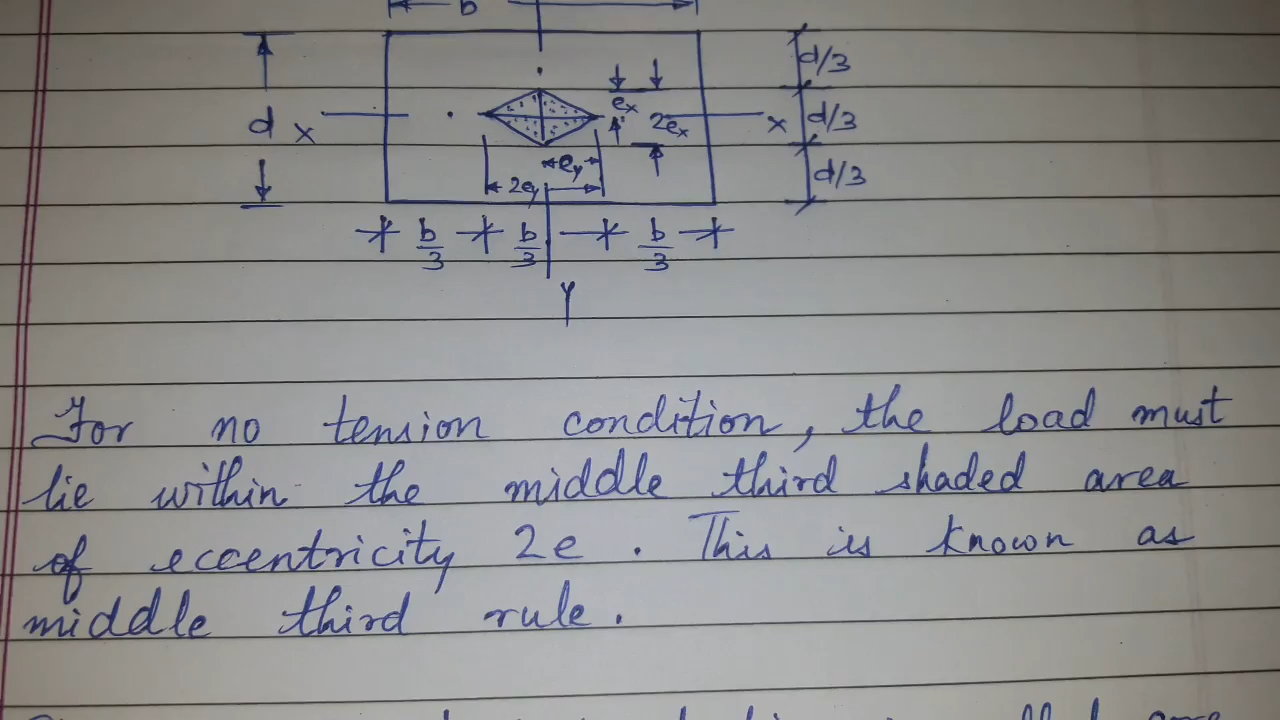 b
d/3
d
x
ex
2ex
x
d/3
ey
2ey
d/3
b/3 b/3 b/3
Y
For no tension condition, the load must
lie within the middle third shaded area
of eccentricity 2e. This is known as
middle third rule.